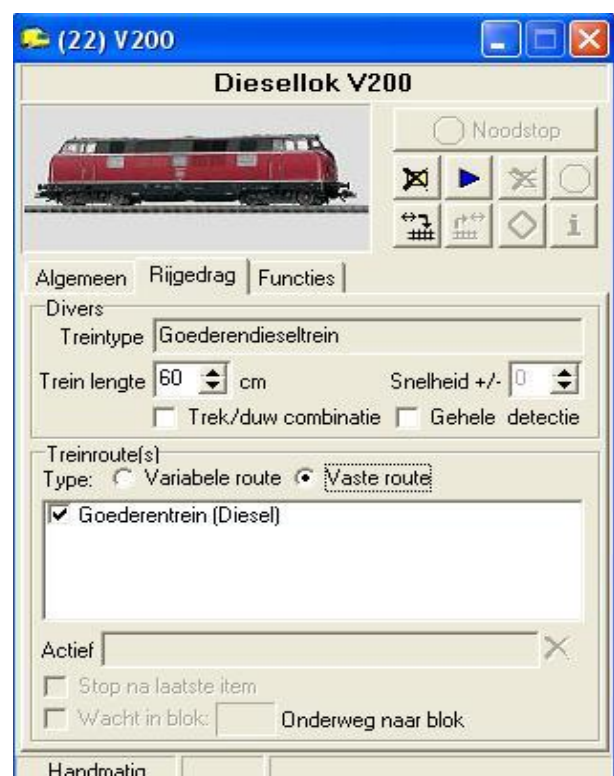 (22) V200
Diesellok V200
Noodstop
i
Algemeen Rijgedrag Functies
Divers
Treintype Goederendieseltrein
Trein lengte 60 cm Snelheid +/- 0
Trek/duw combinatie Gehele detectie
Treinroute(s)
Type: Variabele route Vaste route
Goederentrein (Diesel)
Actief
Stop na laatste item
Wacht in blok: Onderweg naar blok
Handmatig